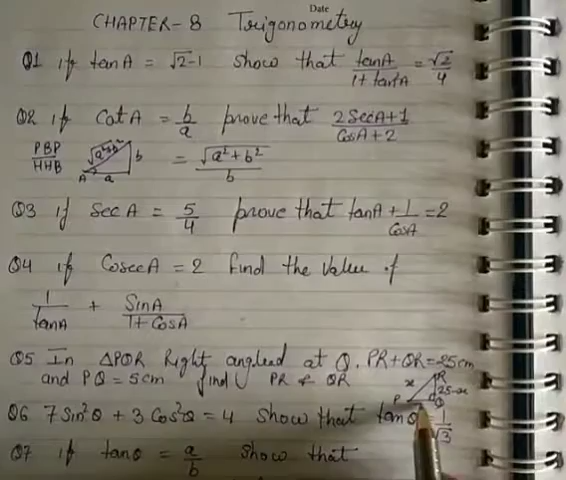 Date
CHAPTER-8 Trigonometry
Q1 if tanA = √2-1 show that tanA/1+tan²A = √2/4
Q2 if CotA = b/a prove that 2SecA+1/CosA+2
PBP/HHB √a²+b² b A a = √a²+b²/b
Q3 if SecA = 5/4 prove that tanA+1/CosA=2
Q4 if CosecA = 2 find the value of
1/tanA + SinA/1+CosA
Q5 In ΔPQR Right angled at Q. PR+QR=25cm
and PQ=5cm find PR & QR x R 25-x P Q
Q6 7Sin²θ + 3Cos²θ = 4 show that tanθ 1/√3
Q7 if tanθ = a/b show that